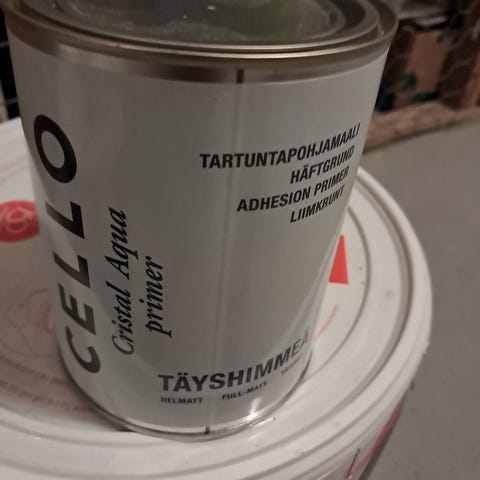 CELLO
Cristal Aqua
primer
TARTUNTAPOHJAMAALI
HÄFTGRUND
ADHESION PRIMER
LIIMKRUNT
TÄYSHIMMEÄ
HELMATT FULL-MATT